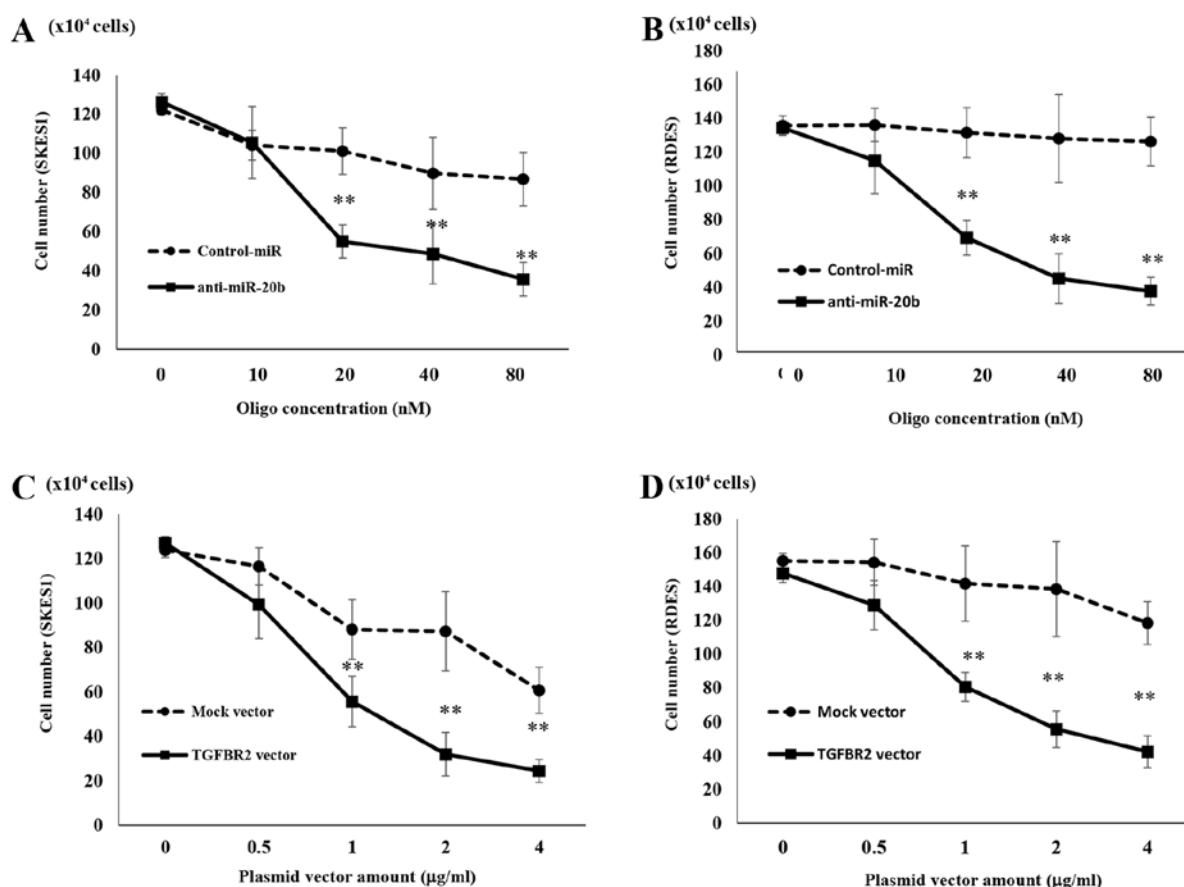 A (x10⁴ cells)
Cell number (SKES1)
140
120
100
80
60
40
20
0
** ** **
Control-miR
anti-miR-20b
0 10 20 40 80
Oligo concentration (nM)
B (x10⁴ cells)
Cell number (RDES)
180
160
140
120
100
80
60
40
20
0
** ** **
Control-miR
anti-miR-20b
( 0 10 20 40 80
Oligo concentration (nM)
C (x10⁴ cells)
Cell number (SKES1)
140
120
100
80
60
40
20
0
** ** **
Mock vector
TGFBR2 vector
0 0.5 1 2 4
Plasmid vector amount (µg/ml)
D (x10⁴ cells)
Cell number (RDES)
180
160
140
120
100
80
60
40
20
0
** ** **
Mock vector
TGFBR2 vector
0 0.5 1 2 4
Plasmid vector amount (µg/ml)